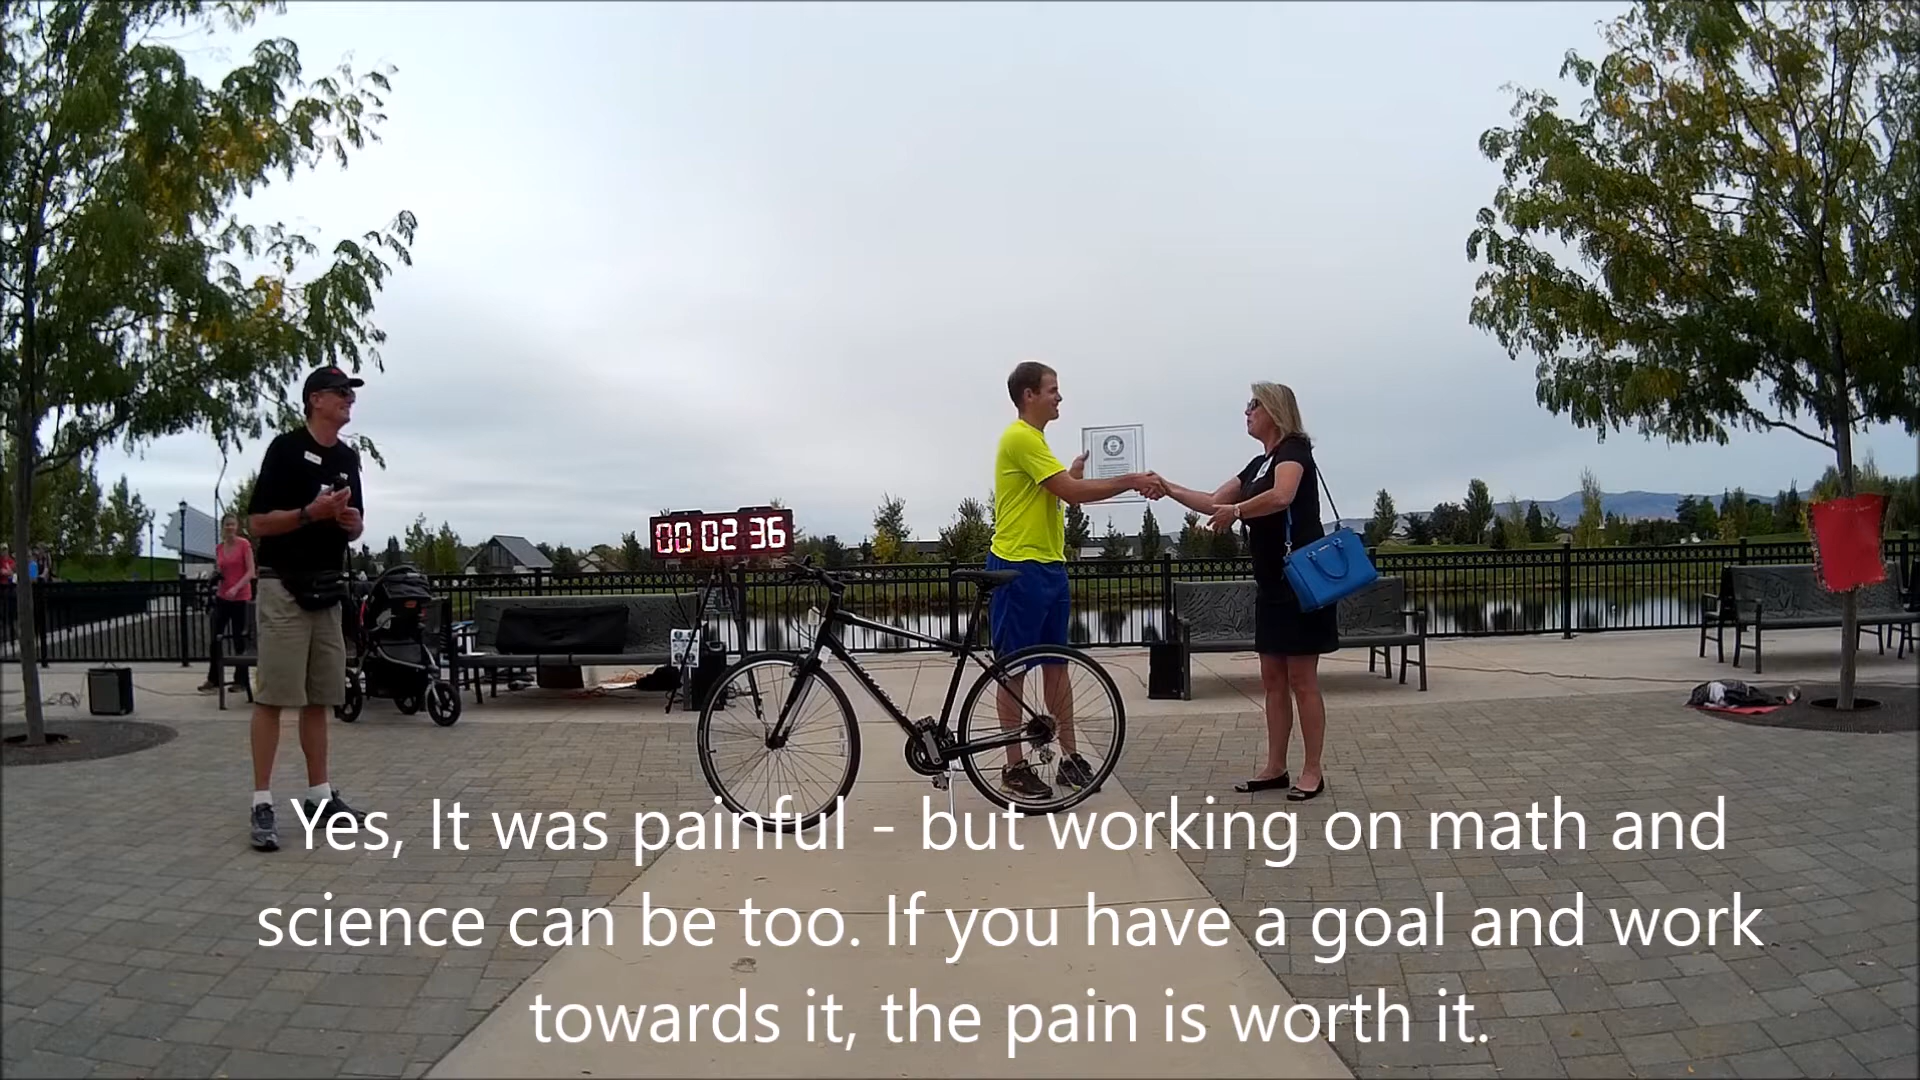 00 02 36
Yes, It was painful - but working on math and
science can be too. If you have a goal and work
towards it, the pain is worth it.